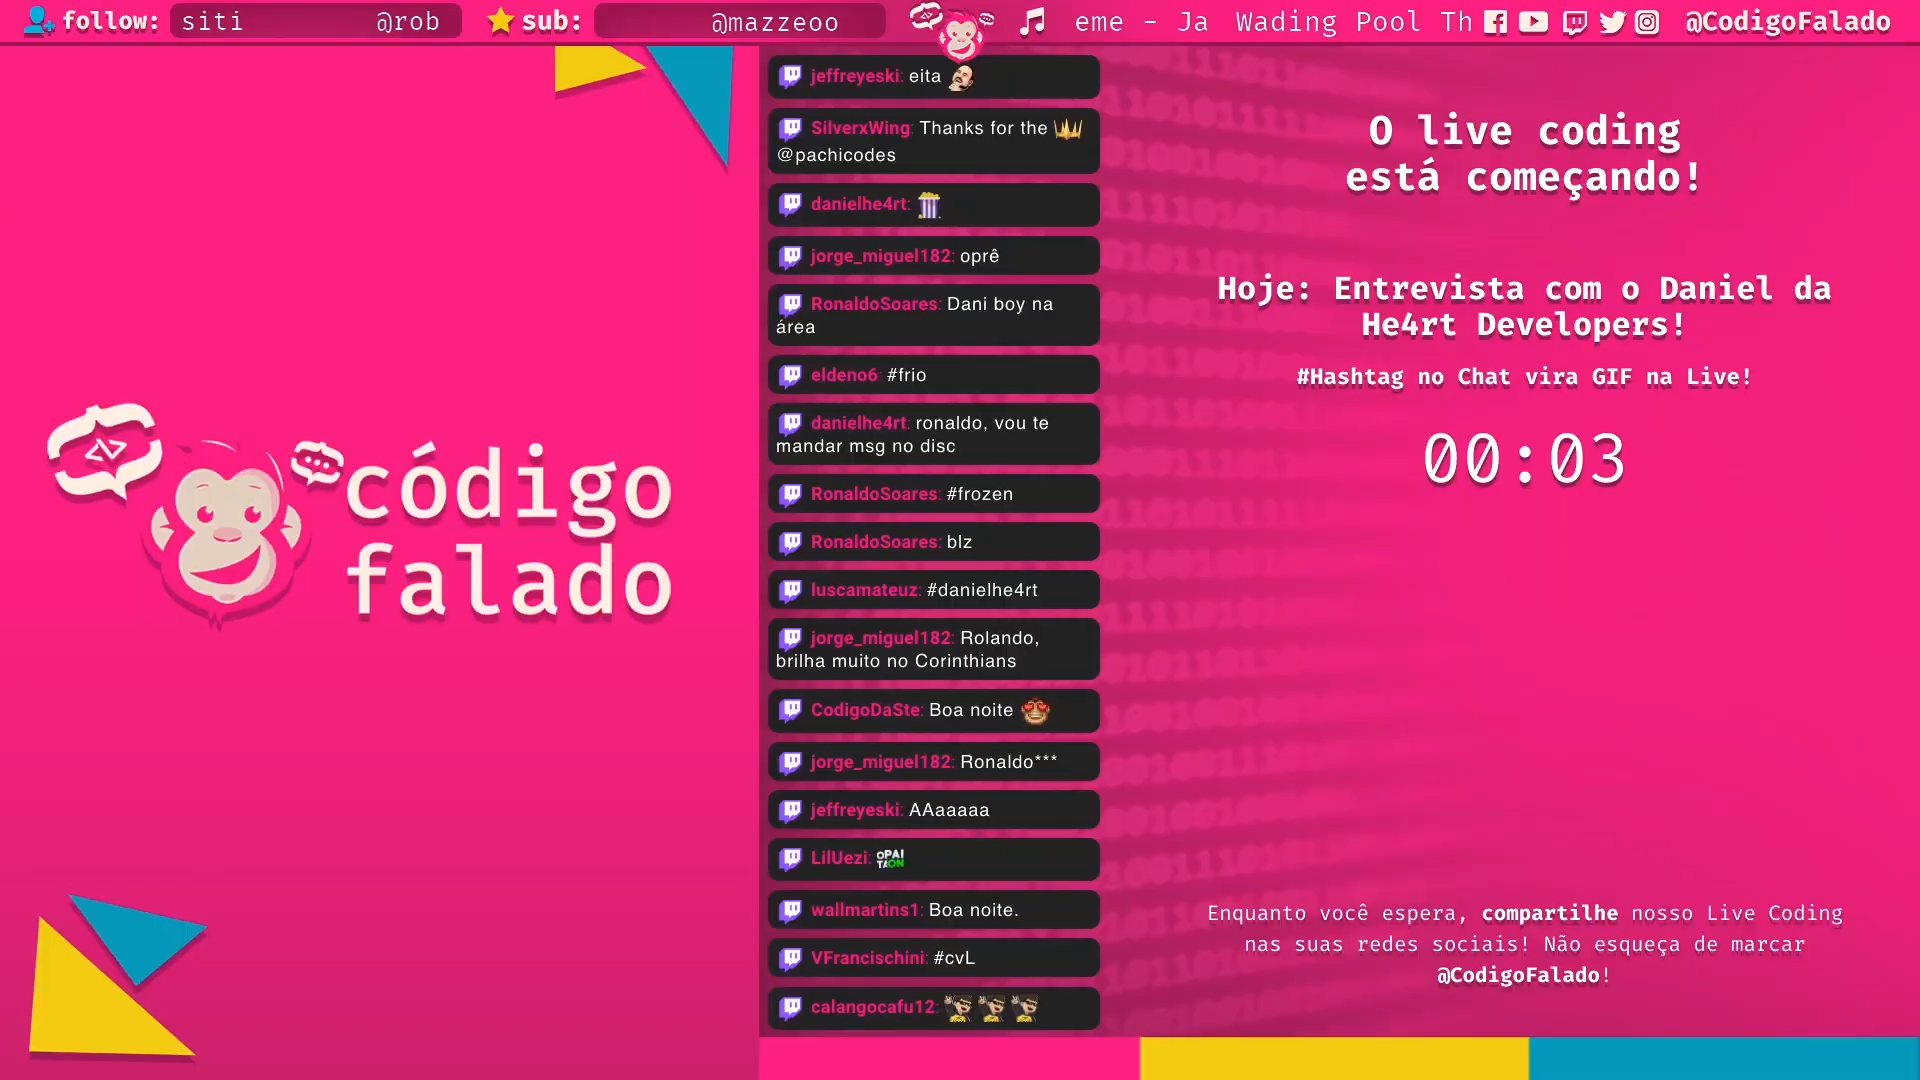 follow: siti @rob sub: @mazzeoo eme - Ja Wading Pool Th @CodigoFalado
código
falado
jeffreyeski: eita
SilverxWing: Thanks for the
@pachicodes
danielhe4rt:
jorge_miguel182: oprê
RonaldoSoares: Dani boy na
área
eldeno6: #frio
danielhe4rt: ronaldo, vou te
mandar msg no disc
RonaldoSoares: #frozen
RonaldoSoares: blz
luscamateuz: #danielhe4rt
jorge_miguel182: Rolando,
brilha muito no Corinthians
CodigoDaSte: Boa noite
jorge_miguel182: Ronaldo***
jeffreyeski: AAaaaaa
LilUezi: OPAI
TAON
wallmartins1: Boa noite.
VFrancischini: #cvL
calangocafu12:
O live coding
está começando!
Hoje: Entrevista com o Daniel da
He4rt Developers!
#Hashtag no Chat vira GIF na Live!
00:03
Enquanto você espera, compartilhe nosso Live Coding
nas suas redes sociais! Não esqueça de marcar
@CodigoFalado!